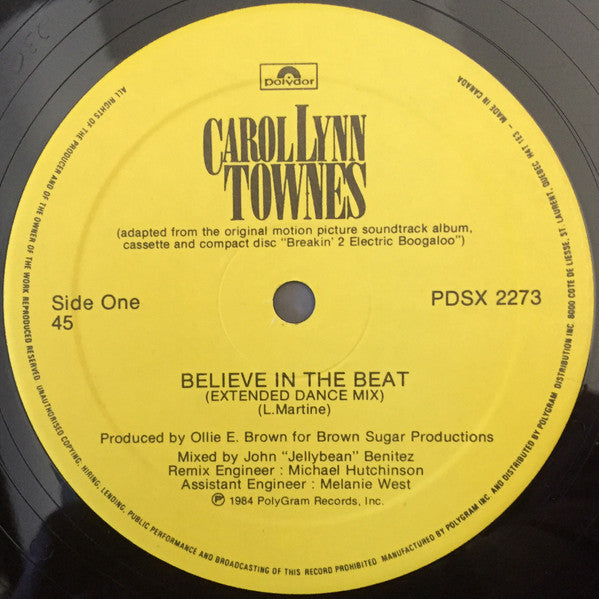 polydor
CAROL LYNN
TOWNES
(adapted from the original motion picture soundtrack album,
cassette and compact disc "Breakin' 2 Electric Boogaloo")
Side One
45
PDSX 2273
BELIEVE IN THE BEAT
(EXTENDED DANCE MIX)
(L.Martine)
Produced by Ollie E. Brown for Brown Sugar Productions
Mixed by John "Jellybean" Benitez
Remix Engineer : Michael Hutchinson
Assistant Engineer : Melanie West
Ⓟ 1984 PolyGram Records, Inc.
ALL RIGHTS OF THE PRODUCER AND OF THE OWNER OF THE WORK REPRODUCED RESERVED. UNAUTHORISED COPYING, HIRING, LENDING, PUBLIC PERFORMANCE AND BROADCASTING OF THIS RECORD PROHIBITED MANUFACTURED BY POLYGRAM INC AND DISTRIBUTED BY POLYGRAM DISTRIBUTION INC 8000 COTE DE LIESSE, ST. LAURENT, QUEBEC H4T 1E3 – MADE IN CANADA